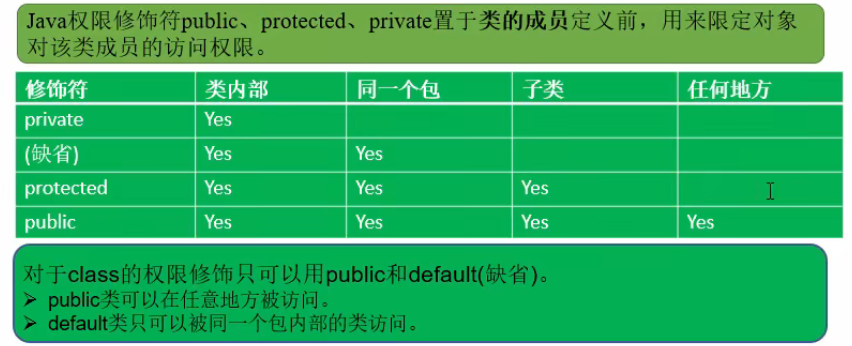 Java权限修饰符public、protected、private置于类的成员定义前，用来限定对象
对该类成员的访问权限。
修饰符 类内部 同一个包 子类 任何地方
private Yes
(缺省) Yes Yes
protected Yes Yes Yes
public Yes Yes Yes Yes
对于class的权限修饰只可以用public和default(缺省)。
➢ public类可以在任意地方被访问。
➢ default类只可以被同一个包内部的类访问。